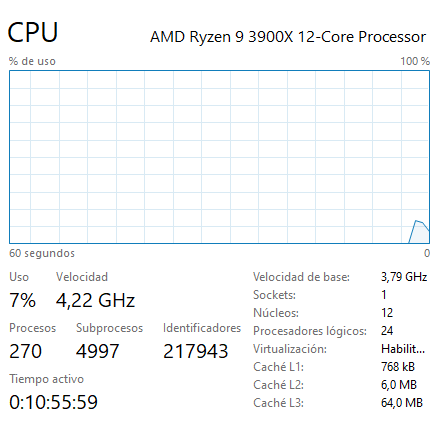 CPU
AMD Ryzen 9 3900X 12-Core Processor
% de uso
100 %
60 segundos
0
Uso
Velocidad
7%
4,22 GHz
Procesos
Subprocesos
Identificadores
270
4997
217943
Tiempo activo
0:10:55:59
Velocidad de base: 3,79 GHz
Sockets: 1
Núcleos: 12
Procesadores lógicos: 24
Virtualización: Habilit...
Caché L1: 768 kB
Caché L2: 6,0 MB
Caché L3: 64,0 MB